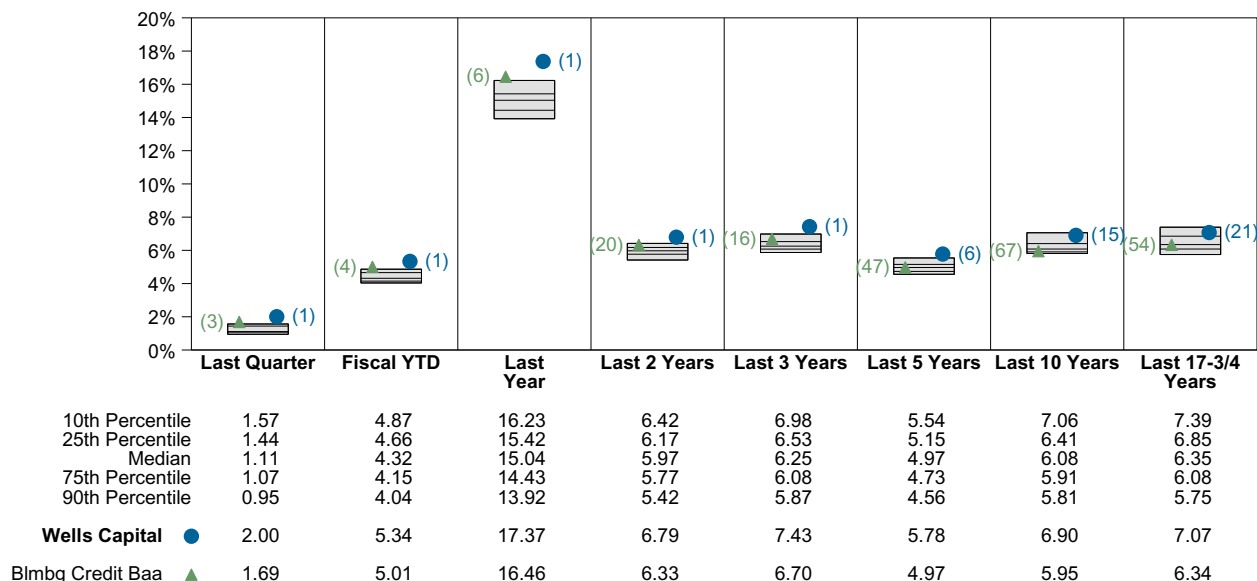 20%
18%
16%
14%
12%
10%
8%
6%
4%
2%
0%
(3) (1)
(4) (1)
(6) (1)
(20) (1)
(16) (1)
(47) (6)
(67) (15)
(54) (21)
Last Quarter Fiscal YTD Last Last 2 Years Last 3 Years Last 5 Years Last 10 Years Last 17-3/4
Year Years
10th Percentile 1.57 4.87 16.23 6.42 6.98 5.54 7.06 7.39
25th Percentile 1.44 4.66 15.42 6.17 6.53 5.15 6.41 6.85
Median 1.11 4.32 15.04 5.97 6.25 4.97 6.08 6.35
75th Percentile 1.07 4.15 14.43 5.77 6.08 4.73 5.91 6.08
90th Percentile 0.95 4.04 13.92 5.42 5.87 4.56 5.81 5.75
Wells Capital 2.00 5.34 17.37 6.79 7.43 5.78 6.90 7.07
Blmbg Credit Baa 1.69 5.01 16.46 6.33 6.70 4.97 5.95 6.34